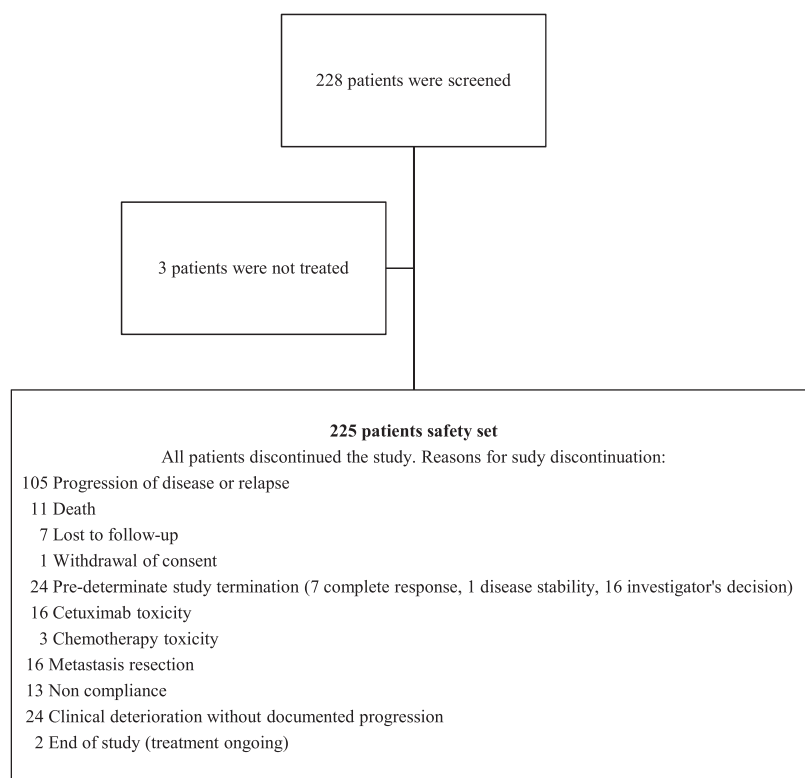 228 patients were screened
3 patients were not treated
225 patients safety set
All patients discontinued the study. Reasons for sudy discontinuation:
105 Progression of disease or relapse
11 Death
7 Lost to follow-up
1 Withdrawal of consent
24 Pre-determinate study termination (7 complete response, 1 disease stability, 16 investigator's decision)
16 Cetuximab toxicity
3 Chemotherapy toxicity
16 Metastasis resection
13 Non compliance
24 Clinical deterioration without documented progression
2 End of study (treatment ongoing)